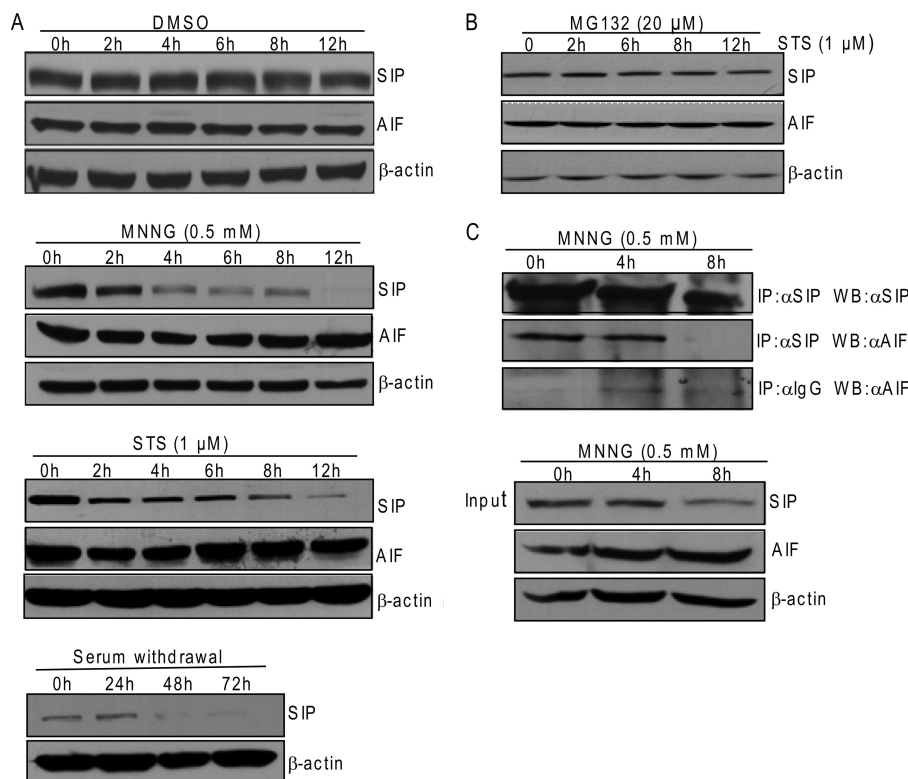 A
DMSO
0h 2h 4h 6h 8h 12h
SIP
AIF
β-actin
MNNG (0.5 mM)
0h 2h 4h 6h 8h 12h
SIP
AIF
β-actin
STS (1 µM)
0h 2h 4h 6h 8h 12h
SIP
AIF
β-actin
Serum withdrawal
0h 24h 48h 72h
SIP
β-actin
B
MG132 (20 µM)
0 2h 6h 8h 12h STS (1 µM)
SIP
AIF
β-actin
C
MNNG (0.5 mM)
0h 4h 8h
IP:αSIP WB:αSIP
IP:αSIP WB:αAIF
IP:αIgG WB:αAIF
MNNG (0.5 mM)
0h 4h 8h
Input SIP
AIF
β-actin